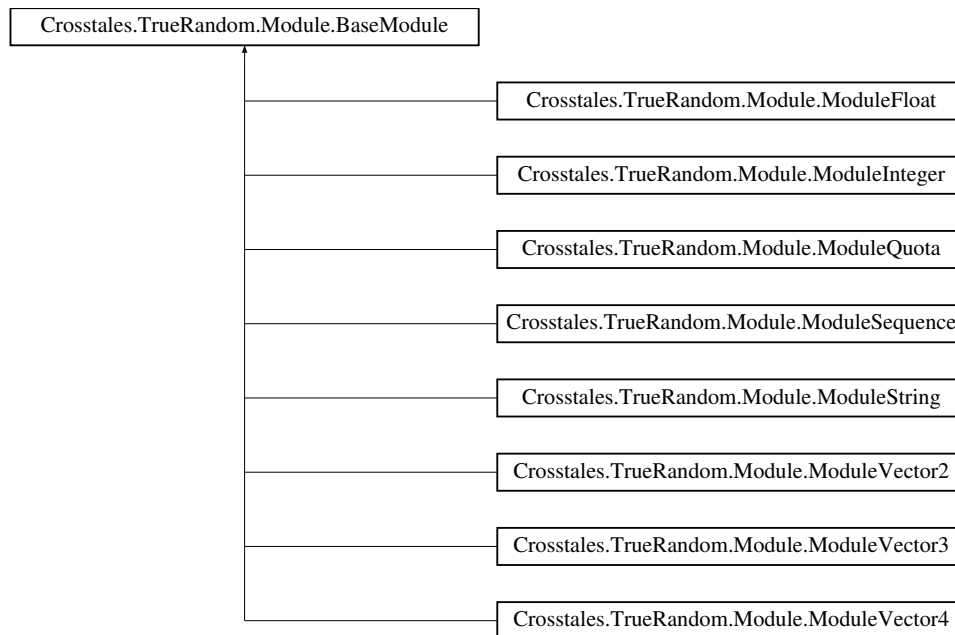 Crosstales.TrueRandom.Module.BaseModule
Crosstales.TrueRandom.Module.ModuleFloat
Crosstales.TrueRandom.Module.ModuleInteger
Crosstales.TrueRandom.Module.ModuleQuota
Crosstales.TrueRandom.Module.ModuleSequence
Crosstales.TrueRandom.Module.ModuleString
Crosstales.TrueRandom.Module.ModuleVector2
Crosstales.TrueRandom.Module.ModuleVector3
Crosstales.TrueRandom.Module.ModuleVector4